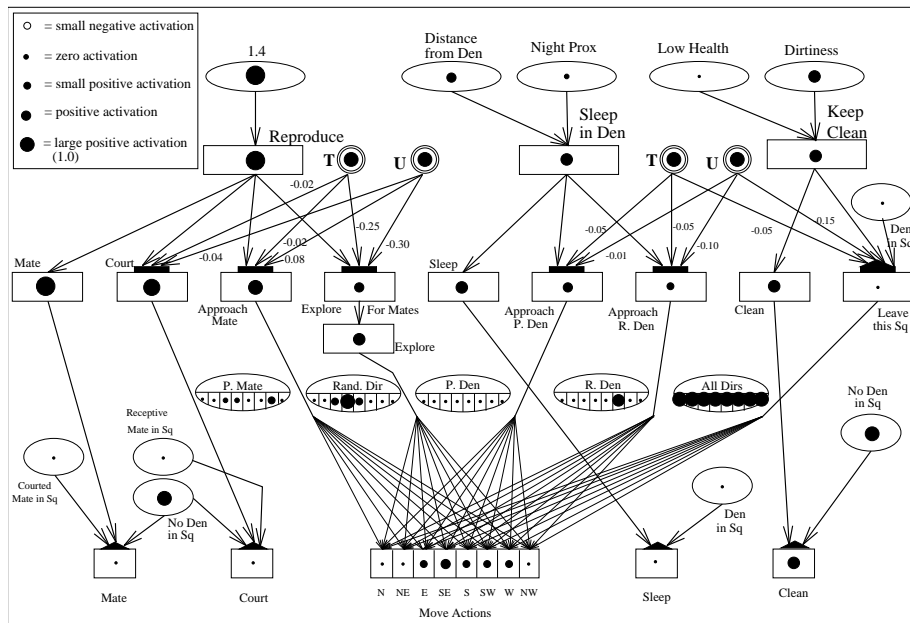 = small negative activation
= zero activation
= small positive activation
= positive activation
= large positive activation
(1.0)
1.4
Distance
from Den
Night Prox
Low Health
Dirtiness
Reproduce
T
U
Sleep
in Den
T
U
Keep
Clean
-0.02
-0.25
-0.02
-0.30
-0.04
-0.08
-0.05
-0.05
-0.01
-0.10
-0.05
-0.15
Den
in Sq
Mate
Court
Approach
Mate
Explore
For Mates
Explore
Sleep
Approach
P. Den
Approach
R. Den
Clean
Leave
this Sq
P. Mate
Rand. Dir
P. Den
R. Den
All Dirs
No Den
in Sq
Receptive
Mate in Sq
Courted
Mate in Sq
No Den
in Sq
Den
in Sq
N NE E SE S SW W NW
Mate
Court
Move Actions
Sleep
Clean